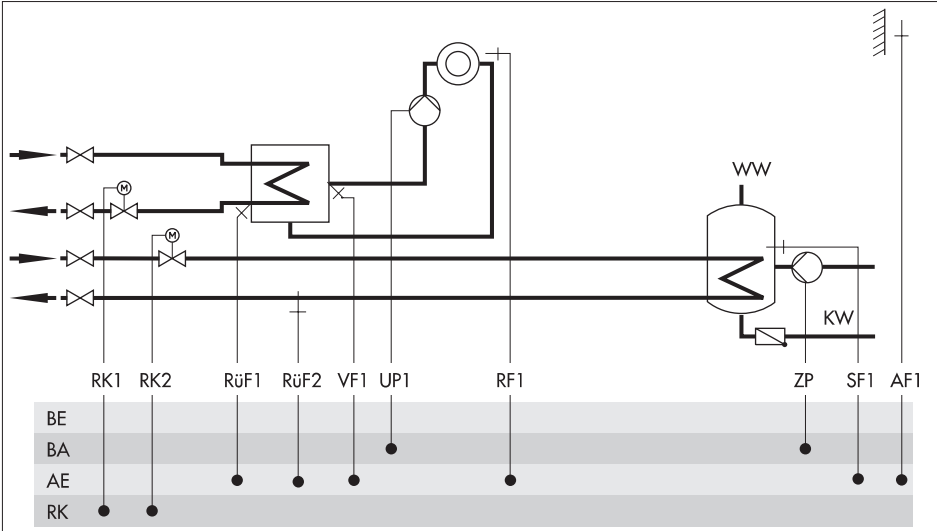 M
M
WW
KW
RK1 RK2 RüF1 RüF2 VF1 UP1 RF1 ZP SF1 AF1
BE
BA
AE
RK